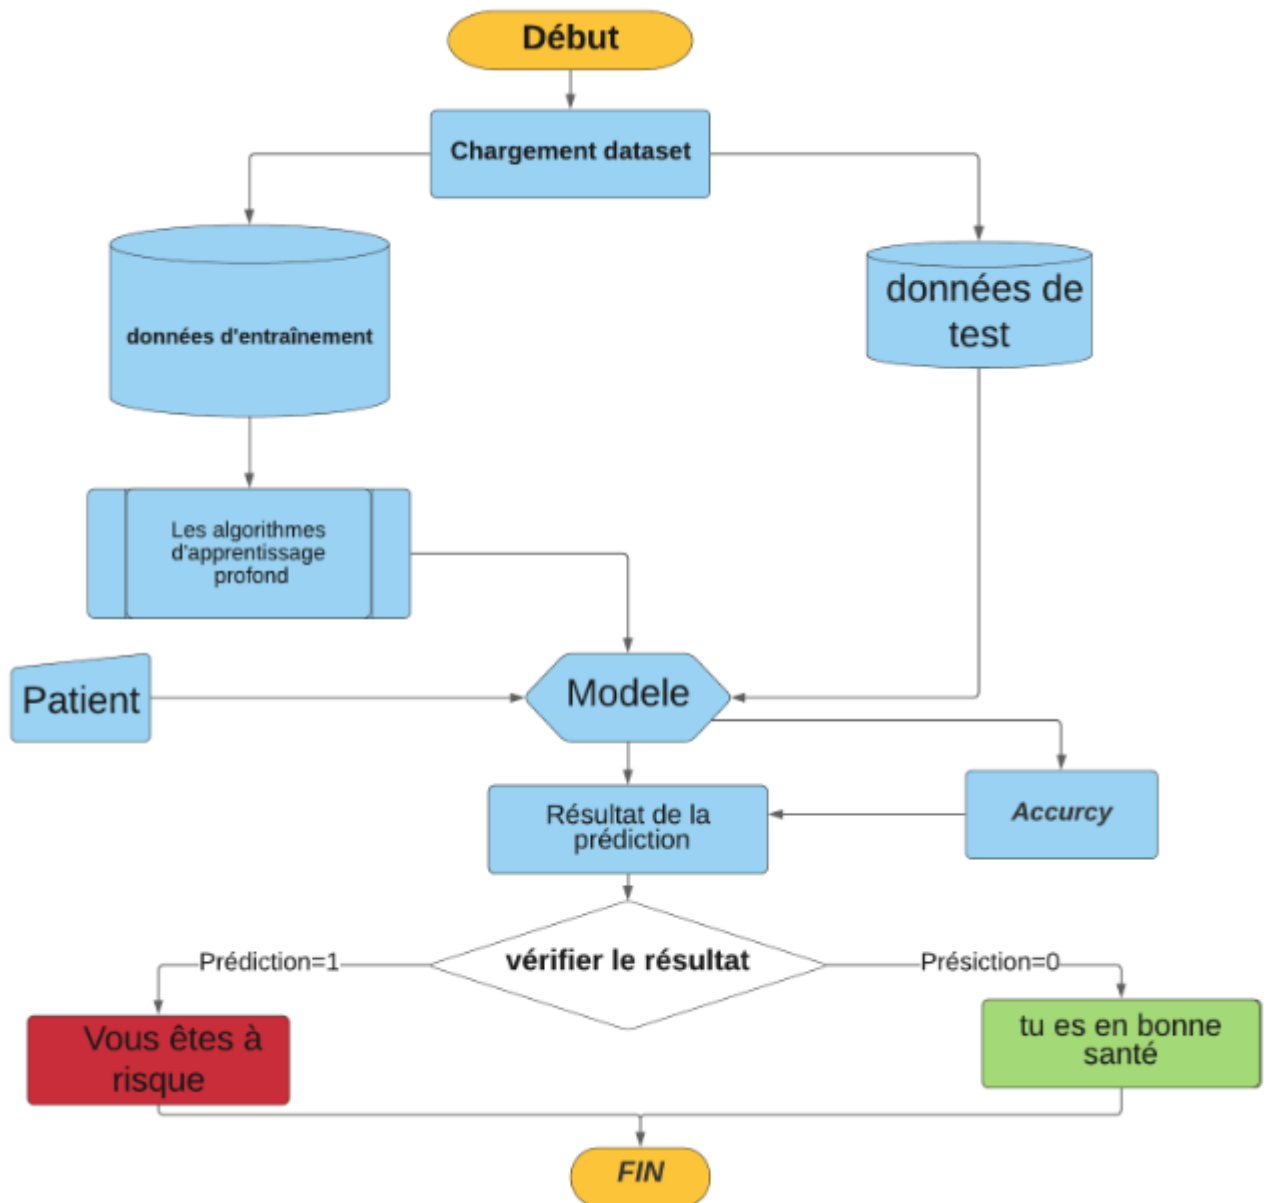 Début
Chargement dataset
données d'entraînement
données de
test
Les algorithmes
d'apprentissage
profond
Patient
Modele
Résultat de la
prédiction
Accurcy
vérifier le résultat
Prédiction=1
Présiction=0
Vous êtes à
risque
tu es en bonne
santé
FIN